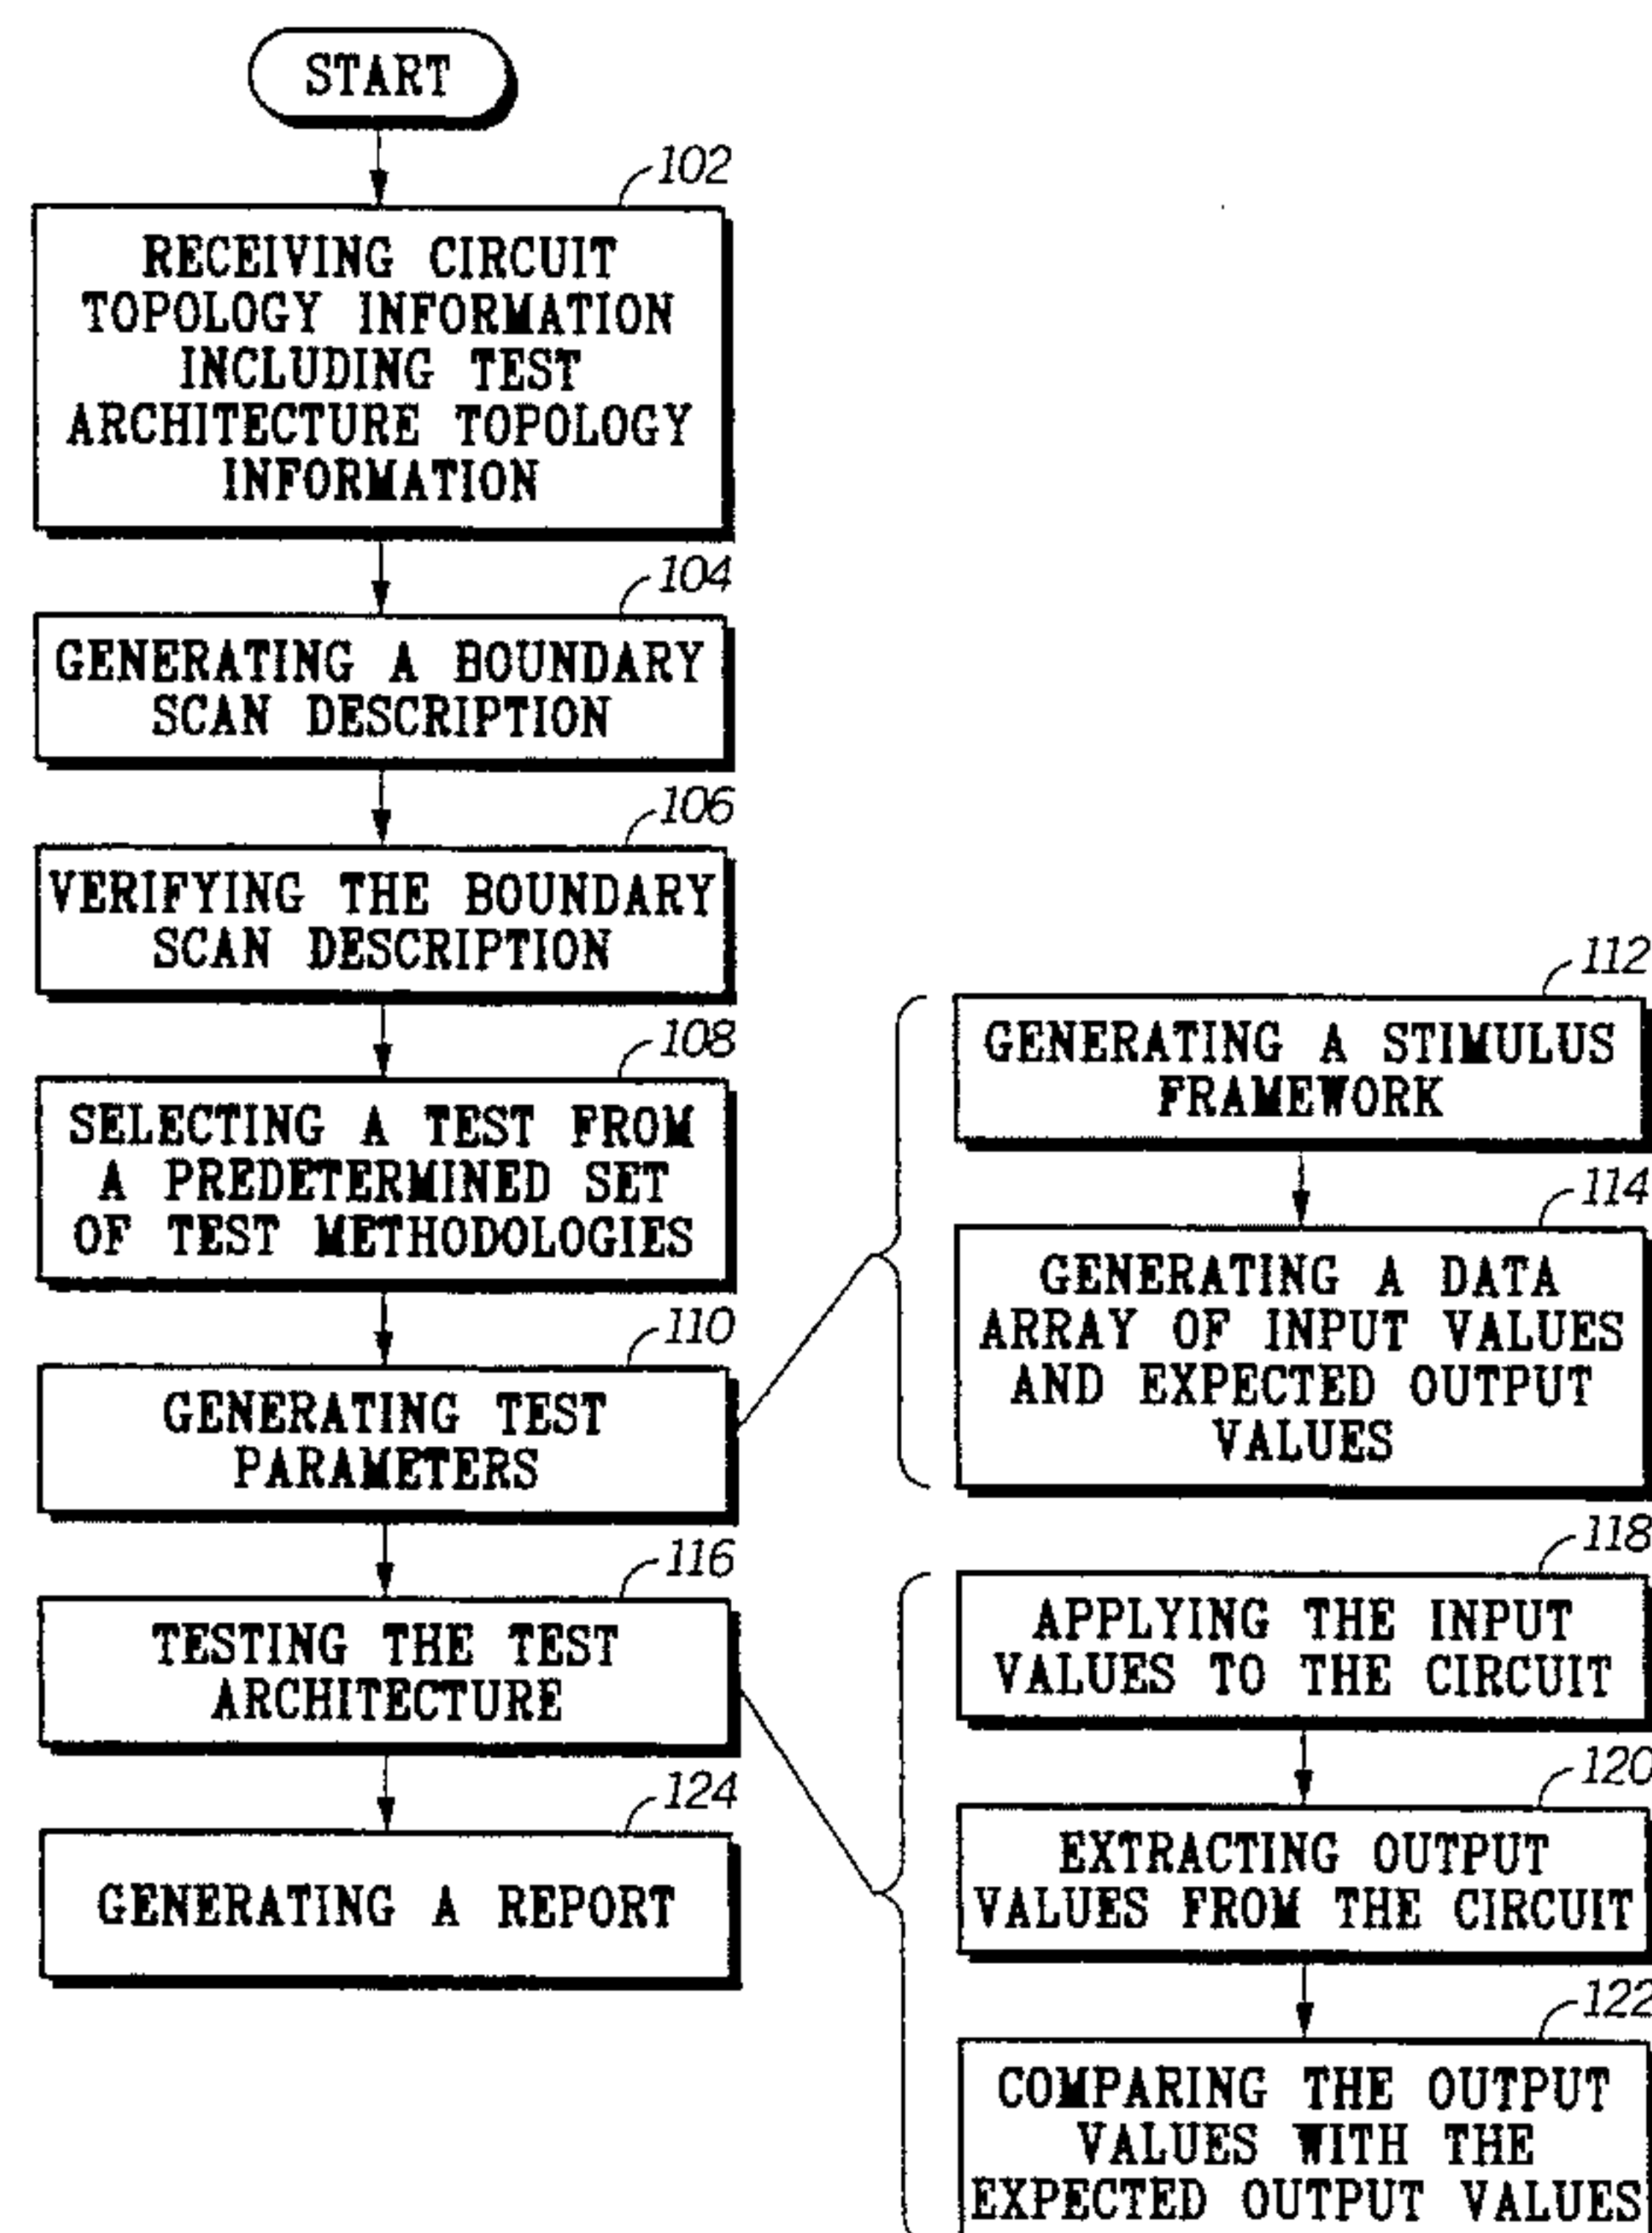 START
102
RECEIVING CIRCUIT
TOPOLOGY INFORMATION
INCLUDING TEST
ARCHITECTURE TOPOLOGY
INFORMATION
104
GENERATING A BOUNDARY
SCAN DESCRIPTION
106
VERIFYING THE BOUNDARY
SCAN DESCRIPTION
108
SELECTING A TEST FROM
A PREDETERMINED SET
OF TEST METHODOLOGIES
110
GENERATING TEST
PARAMETERS
112
GENERATING A STIMULUS
FRAMEWORK
114
GENERATING A DATA
ARRAY OF INPUT VALUES
AND EXPECTED OUTPUT
VALUES
116
TESTING THE TEST
ARCHITECTURE
118
APPLYING THE INPUT
VALUES TO THE CIRCUIT
120
EXTRACTING OUTPUT
VALUES FROM THE CIRCUIT
122
COMPARING THE OUTPUT
VALUES WITH THE
EXPECTED OUTPUT VALUES
124
GENERATING A REPORT